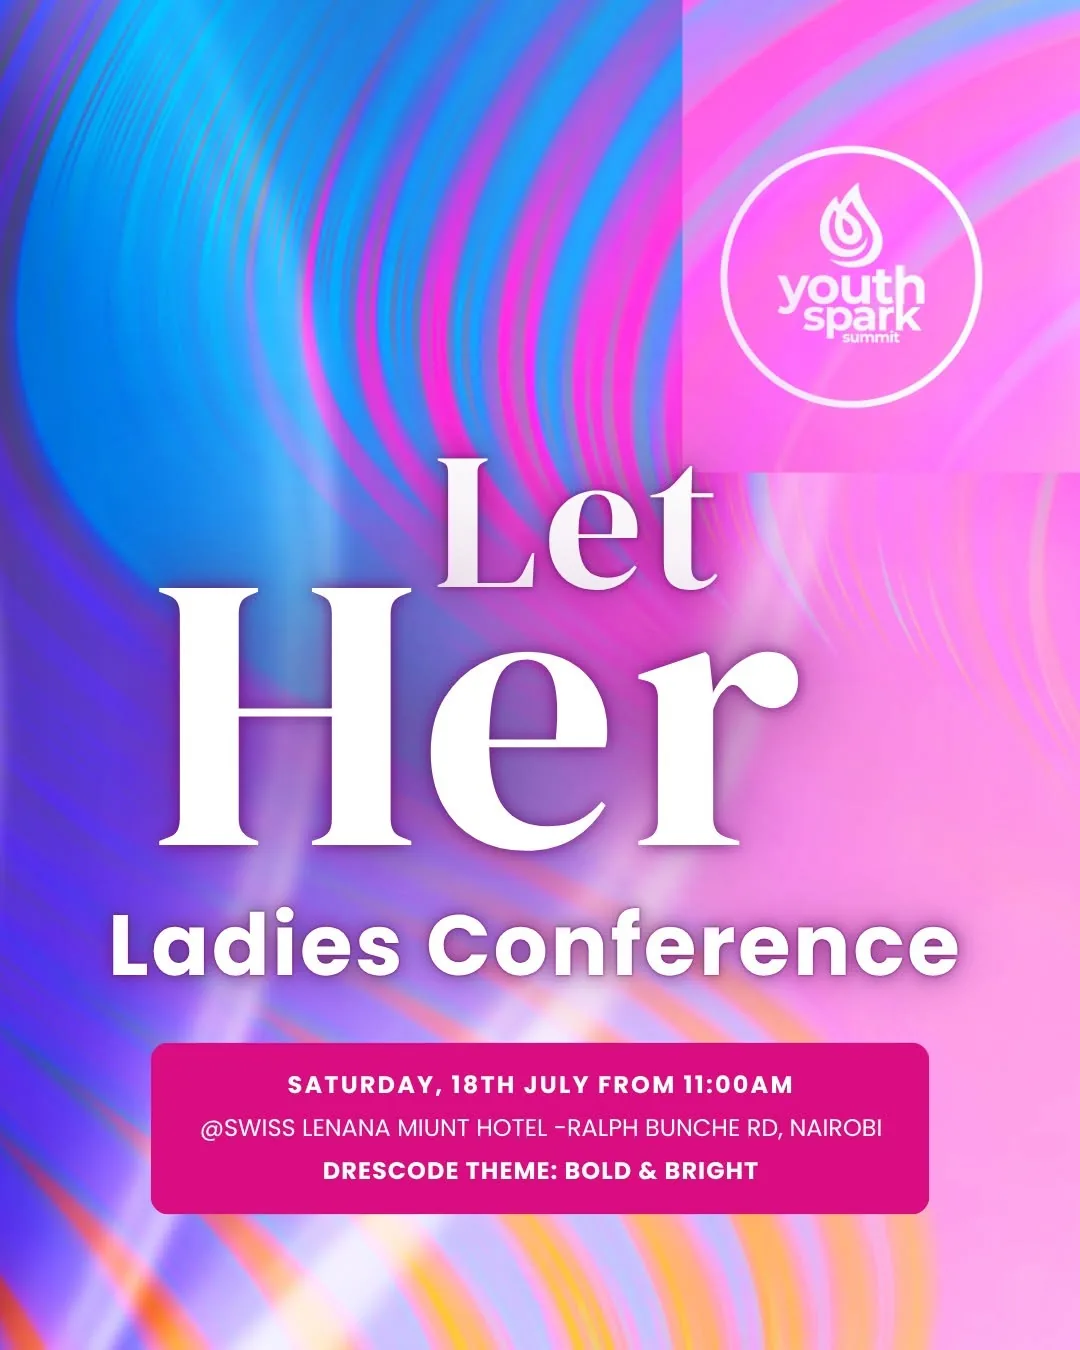 youth
spark
summit
Let
Her
Ladies Conference
SATURDAY, 18TH JULY FROM 11:00AM
@SWISS LENANA MIUNT HOTEL -RALPH BUNCHE RD, NAIROBI
DRESCODE THEME: BOLD & BRIGHT